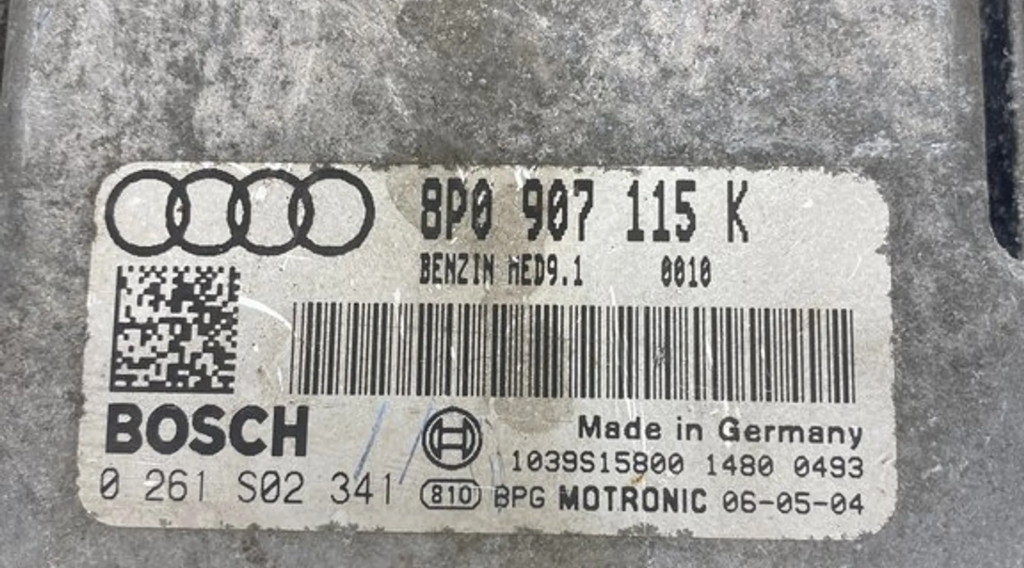 8P0 907 115 K
BENZIN MED9.1 0010
BOSCH
Made in Germany
1039S15800 1480 0493
0 261 S02 341
810 BPG MOTRONIC 06-05-04